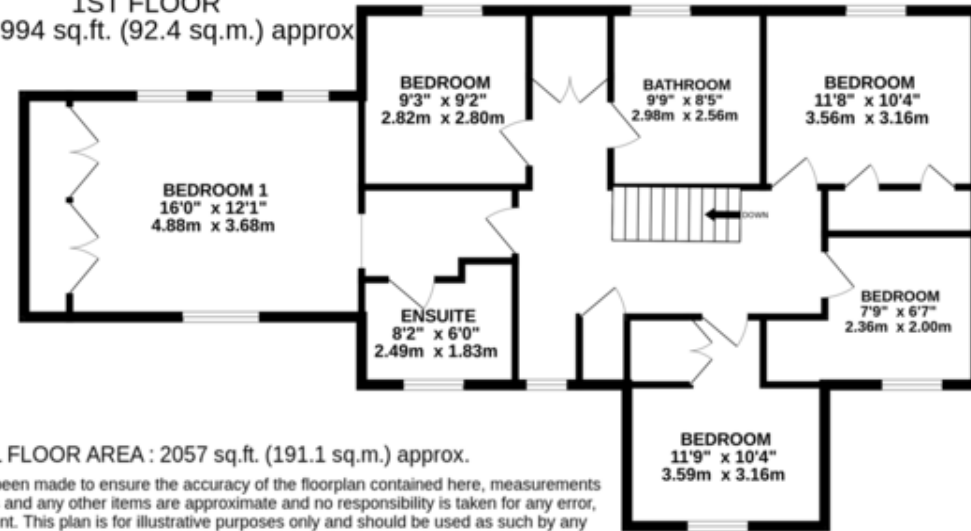 1ST FLOOR
994 sq.ft. (92.4 sq.m.) approx
BEDROOM
9'3" x 9'2"
2.82m x 2.80m
BATHROOM
9'9" x 8'5"
2.98m x 2.56m
BEDROOM
11'8" x 10'4"
3.56m x 3.16m
BEDROOM 1
16'0" x 12'1"
4.88m x 3.68m
DOWN
ENSUITE
8'2" x 6'0"
2.49m x 1.83m
BEDROOM
7'9" x 6'7"
2.36m x 2.00m
BEDROOM
11'9" x 10'4"
3.59m x 3.16m
FLOOR AREA : 2057 sq.ft. (191.1 sq.m.) approx.
been made to ensure the accuracy of the floorplan contained here, measurements
and any other items are approximate and no responsibility is taken for any error,
nt. This plan is for illustrative purposes only and should be used as such by any